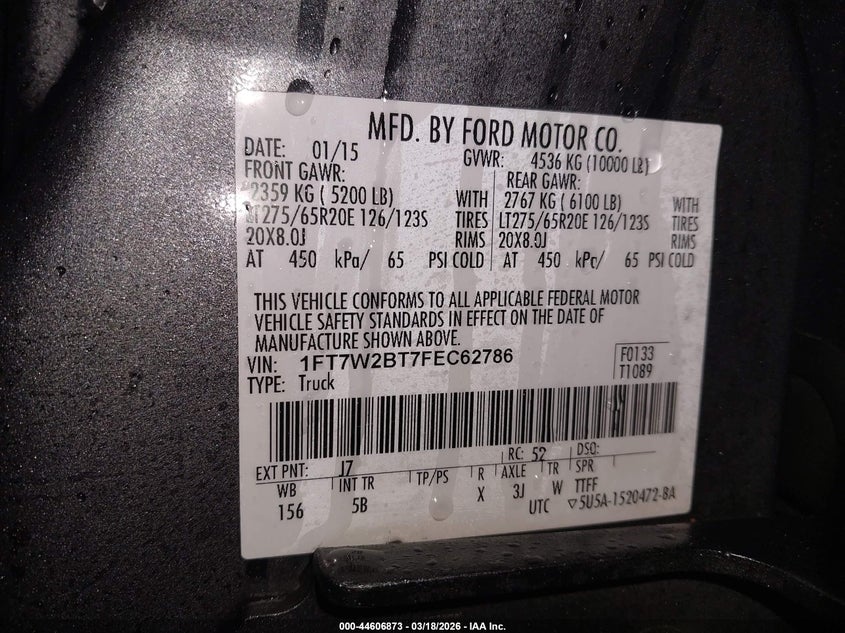 MFD. BY FORD MOTOR CO.
DATE: 01/15 GVWR: 4536 KG (10000 LB)
FRONT GAWR: REAR GAWR:
2359 KG ( 5200 LB) WITH 2767 KG ( 6100 LB) WITH
LT275/65R20E 126/123S TIRES LT275/65R20E 126/123S TIRES
20X8.0J RIMS 20X8.0J RIMS
AT 450 kPa/ 65 PSI COLD AT 450 kPa/ 65 PSI COLD
THIS VEHICLE CONFORMS TO ALL APPLICABLE FEDERAL MOTOR
VEHICLE SAFETY STANDARDS IN EFFECT ON THE DATE OF
MANUFACTURE SHOWN ABOVE.
VIN: 1FT7W2BT7FEC62786 F0133
TYPE: Truck T1089
EXT PNT: J7 RC: 52 DSO:
WB INT TR TP/PS R AXLE TR SPR
156 5B X 3J W TTFF
UTC ▽5U5A-1520472-BA
000-44606873 - 03/18/2026 - IAA Inc.